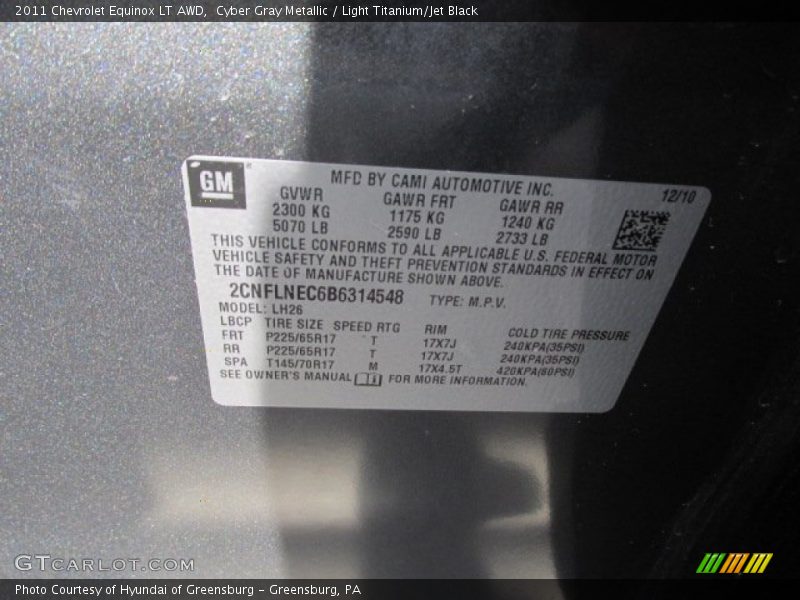 2011 Chevrolet Equinox LT AWD,  Cyber Gray Metallic / Light Titanium/Jet Black
GM
MFD BY CAMI AUTOMOTIVE INC. 12/10
GVWR GAWR FRT GAWR RR
2300 KG 1175 KG 1240 KG
5070 LB 2590 LB 2733 LB
THIS VEHICLE CONFORMS TO ALL APPLICABLE U.S. FEDERAL MOTOR
VEHICLE SAFETY AND THEFT PREVENTION STANDARDS IN EFFECT ON
THE DATE OF MANUFACTURE SHOWN ABOVE.
2CNFLNEC6B6314548 TYPE: M.P.V.
MODEL: LH26
LBCP TIRE SIZE SPEED RTG RIM COLD TIRE PRESSURE
FRT P225/65R17 T 17X7J 240KPA(35PSI)
RR P225/65R17 T 17X7J 240KPA(35PSI)
SPA T145/70R17 M 17X4.5T 420KPA(60PSI)
SEE OWNER'S MANUAL FOR MORE INFORMATION.
GTCARLOT.COM
Photo Courtesy of Hyundai of Greensburg - Greensburg, PA